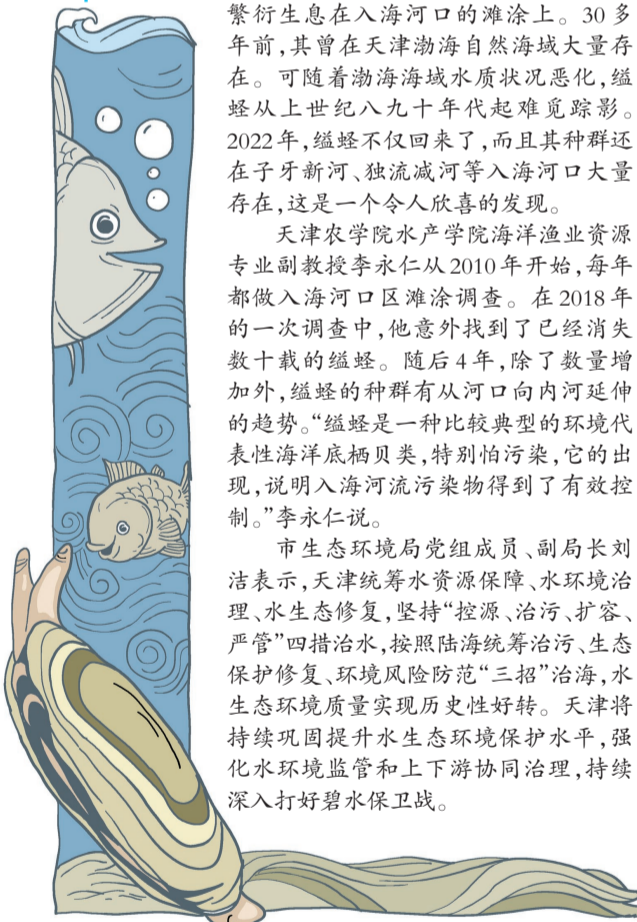 繁衍生息在入海河口的滩涂上。30多
年前,其曾在天津渤海自然海域大量存
在。可随着渤海海域水质状况恶化,缢
蛏从上世纪八九十年代起难觅踪影。
2022年,缢蛏不仅回来了,而且其种群还
在子牙新河、独流减河等入海河口大量
存在,这是一个令人欣喜的发现。
天津农学院水产学院海洋渔业资源
专业副教授李永仁从2010年开始,每年
都做入海河口区滩涂调查。在2018年
的一次调查中,他意外找到了已经消失
数十载的缢蛏。随后4年,除了数量增
加外,缢蛏的种群有从河口向内河延伸
的趋势。“缢蛏是一种比较典型的环境代
表性海洋底栖贝类,特别怕污染,它的出
现,说明入海河流污染物得到了有效控
制。”李永仁说。
市生态环境局党组成员、副局长刘
洁表示,天津统筹水资源保障、水环境治
理、水生态修复,坚持“控源、治污、扩容、
严管”四措治水,按照陆海统筹治污、生态
保护修复、环境风险防范“三招”治海,水
生态环境质量实现历史性好转。天津将
持续巩固提升水生态环境保护水平,强
化水环境监管和上下游协同治理,持续
深入打好碧水保卫战。